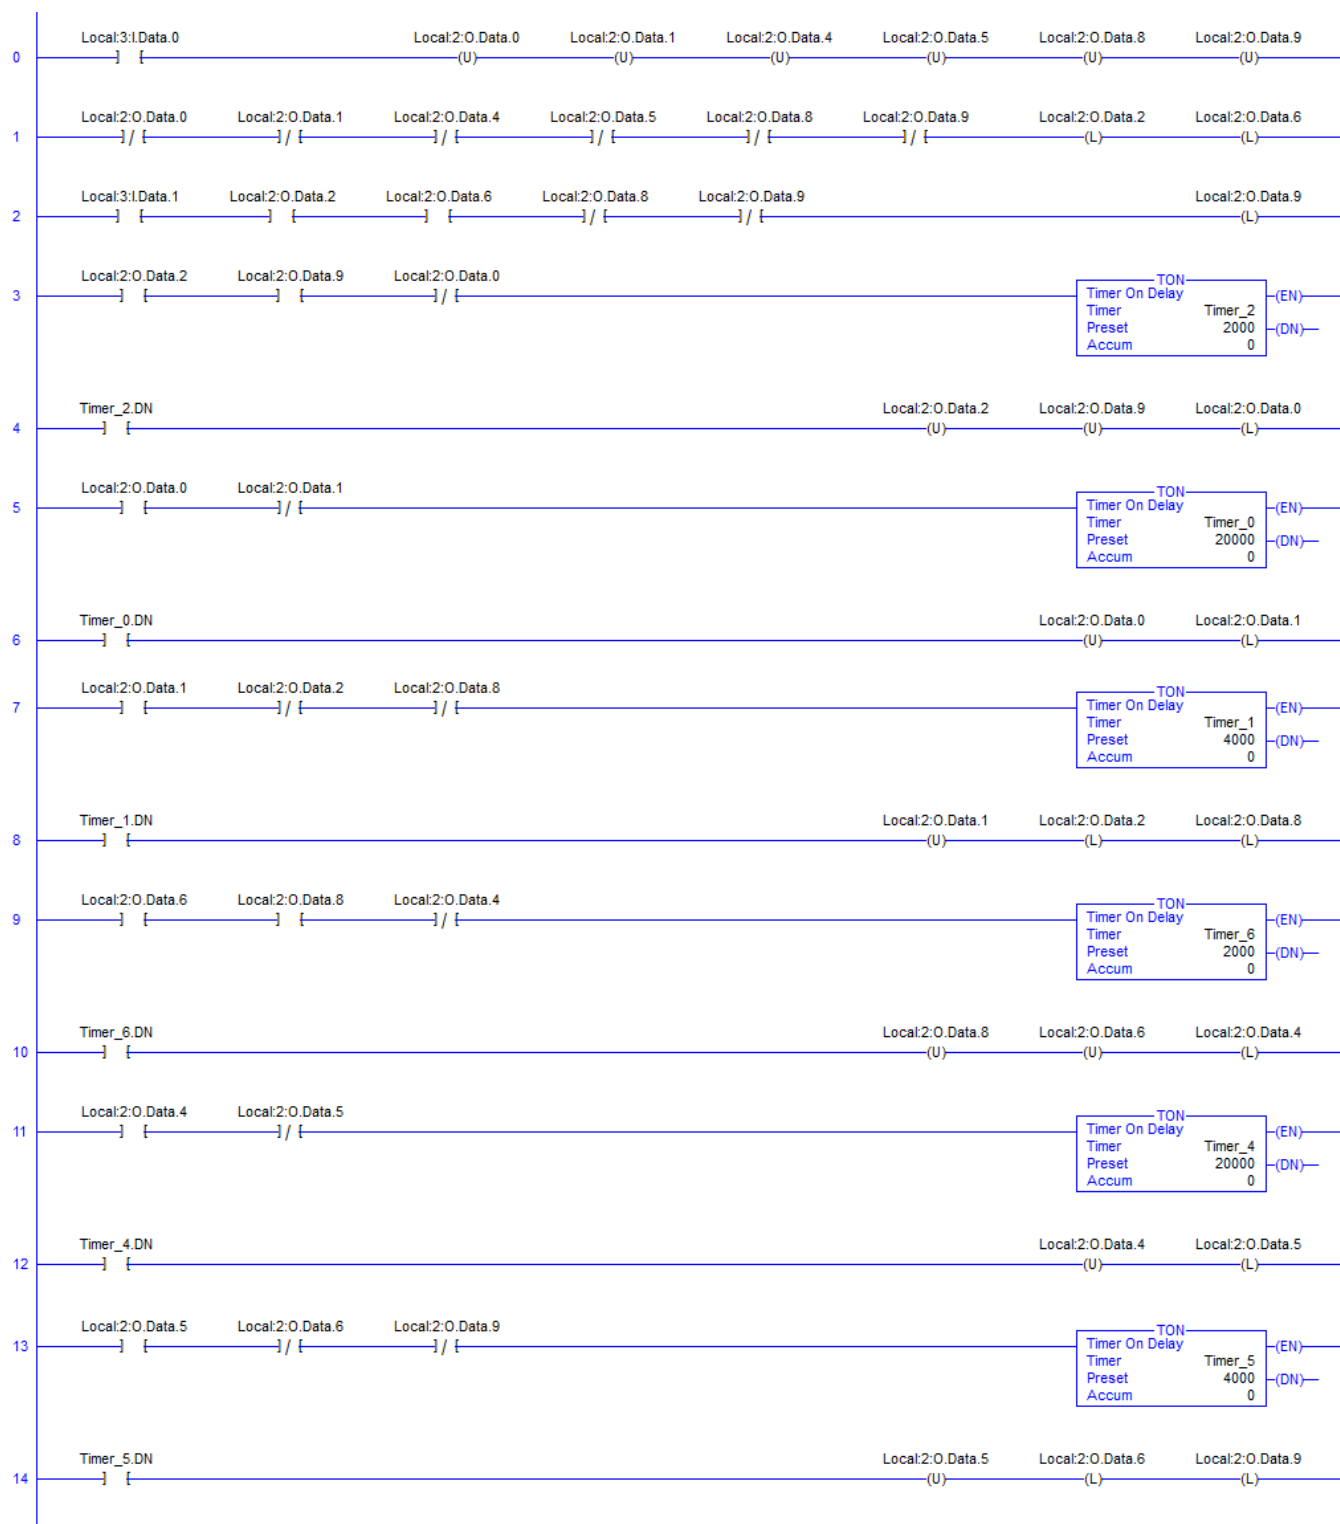 Local:3:I.Data.0 Local:2:O.Data.0 Local:2:O.Data.1 Local:2:O.Data.4 Local:2:O.Data.5 Local:2:O.Data.8 Local:2:O.Data.9
0 (U) (U) (U) (U) (U) (U)
Local:2:O.Data.0 Local:2:O.Data.1 Local:2:O.Data.4 Local:2:O.Data.5 Local:2:O.Data.8 Local:2:O.Data.9 Local:2:O.Data.2 Local:2:O.Data.6
1 (L) (L)
Local:3:I.Data.1 Local:2:O.Data.2 Local:2:O.Data.6 Local:2:O.Data.8 Local:2:O.Data.9 Local:2:O.Data.9
2 (L)
Local:2:O.Data.2 Local:2:O.Data.9 Local:2:O.Data.0
TON
3 Timer On Delay (EN)
Timer Timer_2
Preset 2000 (DN)
Accum 0
Timer_2.DN Local:2:O.Data.2 Local:2:O.Data.9 Local:2:O.Data.0
4 (U) (U) (L)
Local:2:O.Data.0 Local:2:O.Data.1
TON
5 Timer On Delay (EN)
Timer Timer_0
Preset 20000 (DN)
Accum 0
Timer_0.DN Local:2:O.Data.0 Local:2:O.Data.1
6 (U) (L)
Local:2:O.Data.1 Local:2:O.Data.2 Local:2:O.Data.8
TON
7 Timer On Delay (EN)
Timer Timer_1
Preset 4000 (DN)
Accum 0
Timer_1.DN Local:2:O.Data.1 Local:2:O.Data.2 Local:2:O.Data.8
8 (U) (L) (L)
Local:2:O.Data.6 Local:2:O.Data.8 Local:2:O.Data.4
TON
9 Timer On Delay (EN)
Timer Timer_6
Preset 2000 (DN)
Accum 0
Timer_6.DN Local:2:O.Data.8 Local:2:O.Data.6 Local:2:O.Data.4
10 (U) (U) (L)
Local:2:O.Data.4 Local:2:O.Data.5
TON
11 Timer On Delay (EN)
Timer Timer_4
Preset 20000 (DN)
Accum 0
Timer_4.DN Local:2:O.Data.4 Local:2:O.Data.5
12 (U) (L)
Local:2:O.Data.5 Local:2:O.Data.6 Local:2:O.Data.9
TON
13 Timer On Delay (EN)
Timer Timer_5
Preset 4000 (DN)
Accum 0
Timer_5.DN Local:2:O.Data.5 Local:2:O.Data.6 Local:2:O.Data.9
14 (U) (L) (L)